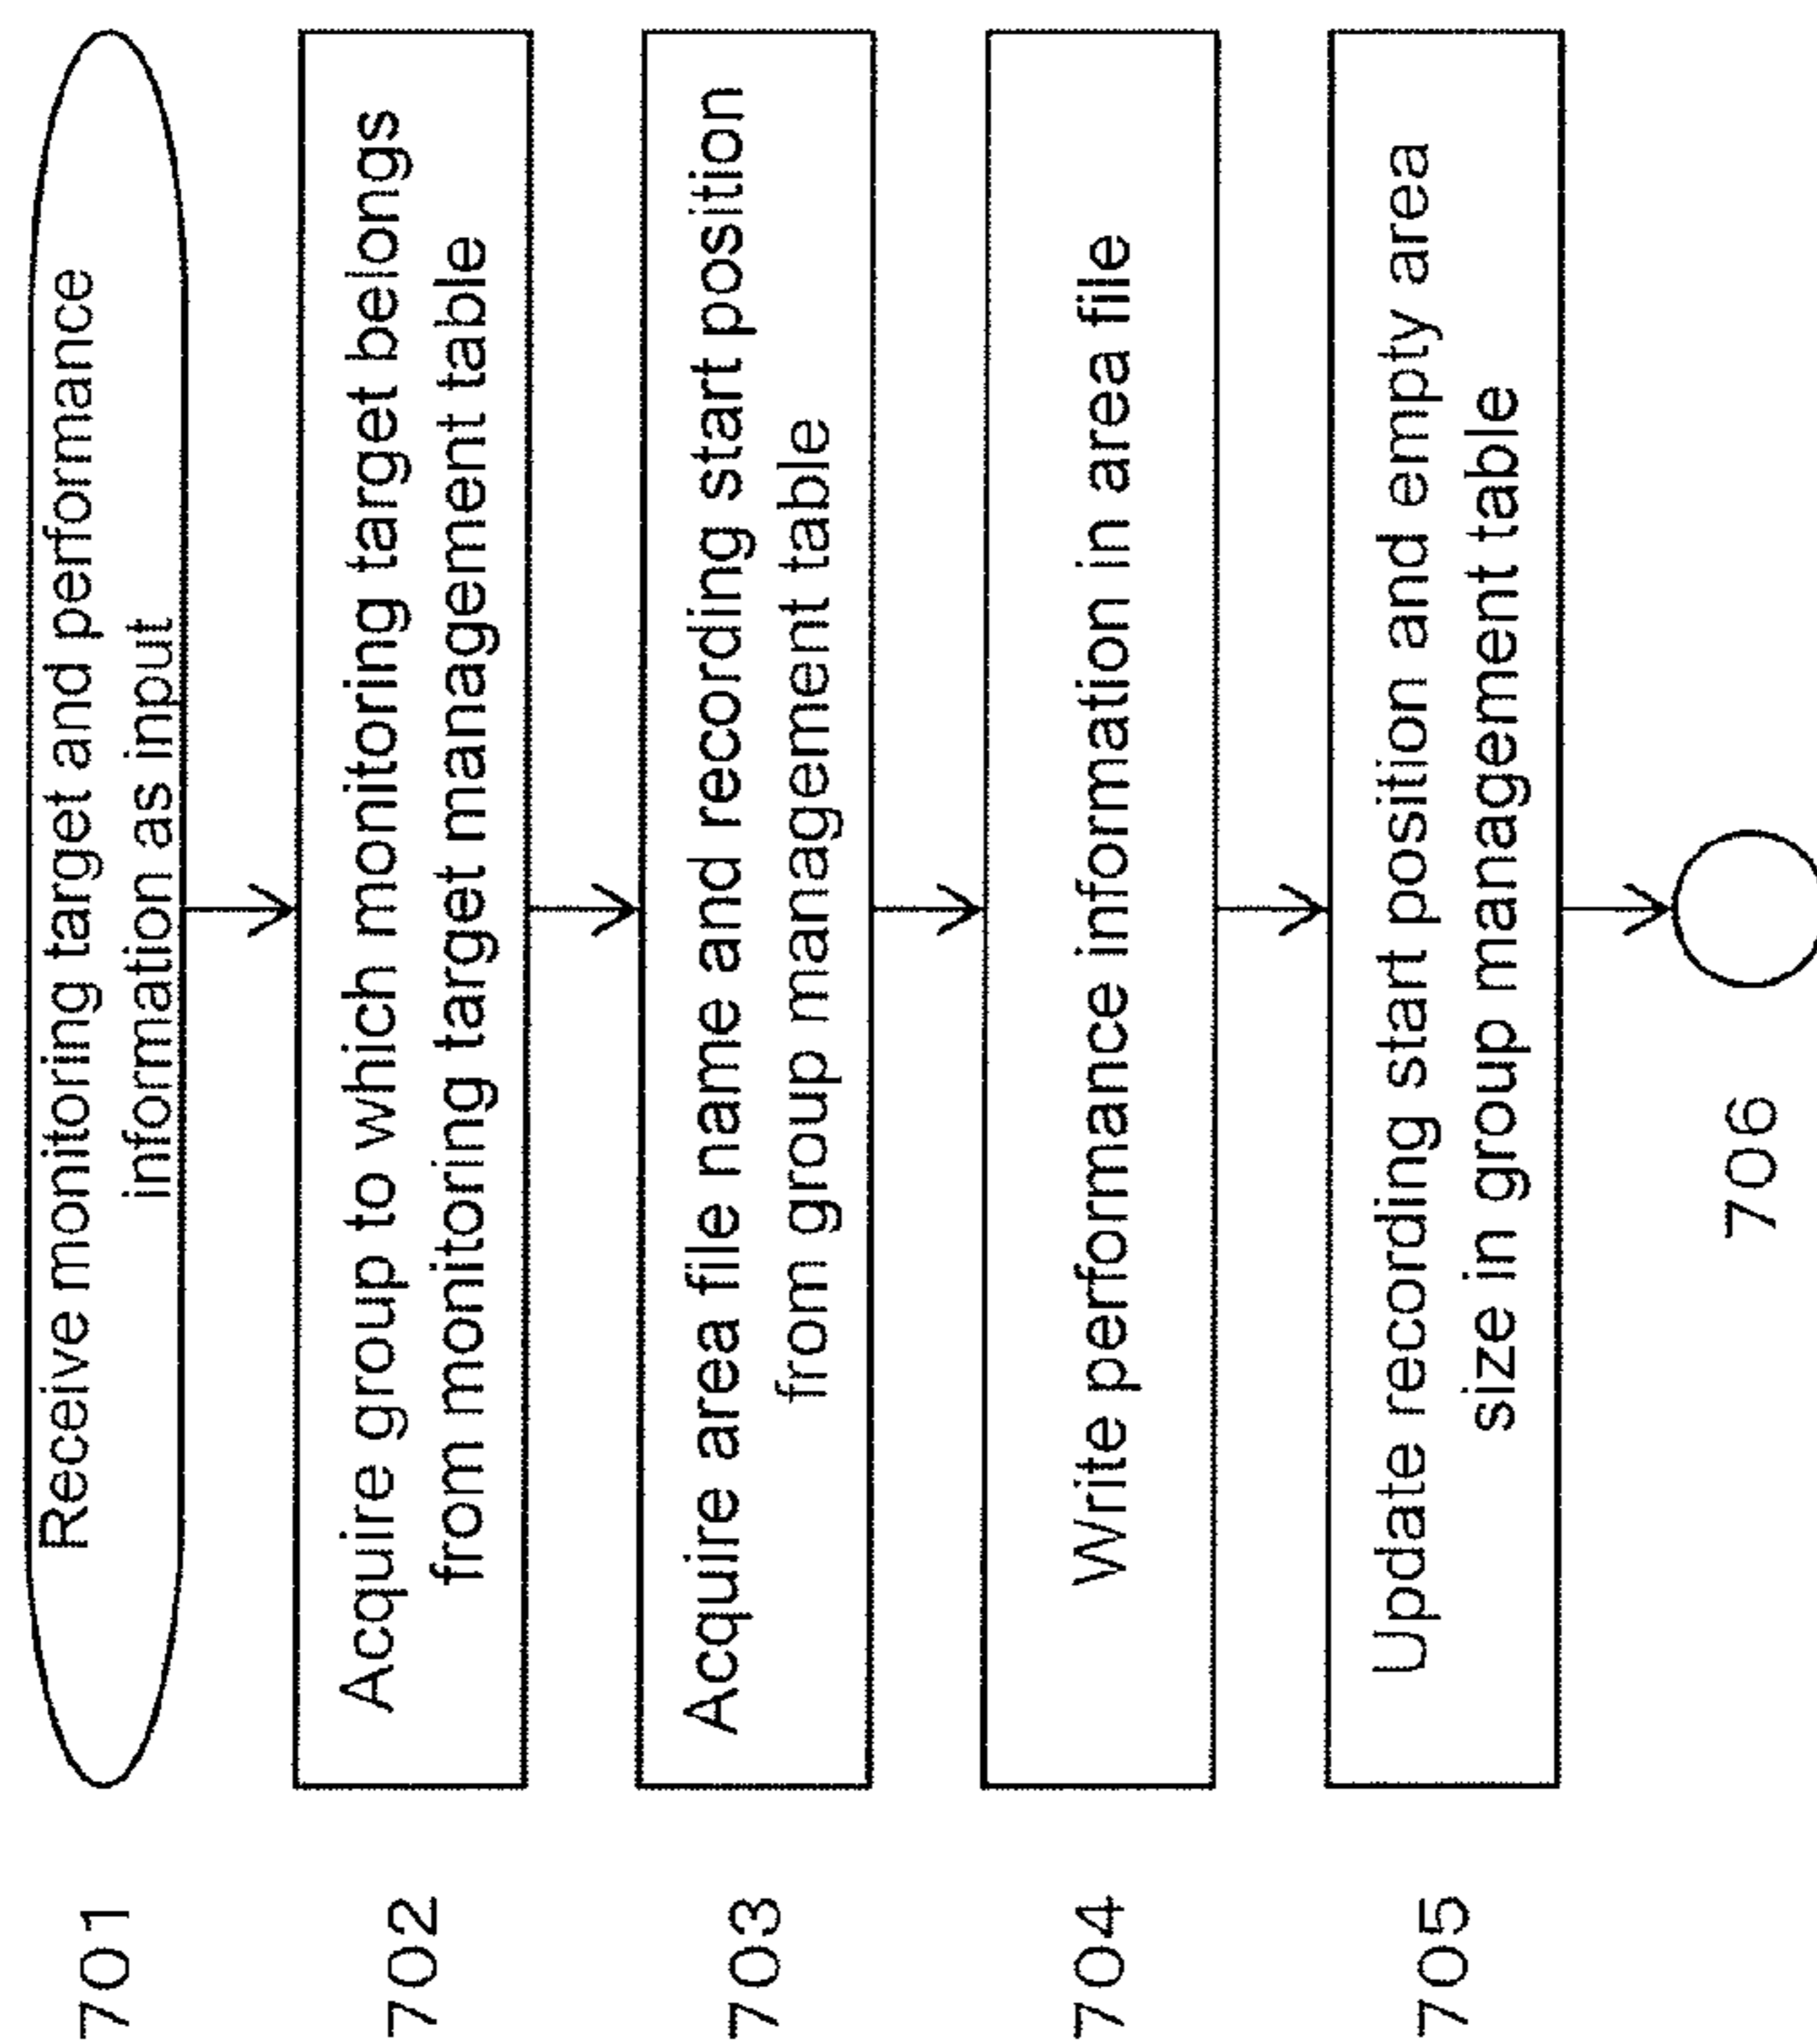 701
Receive monitoring target and performance
information as input
702
Acquire group to which monitoring target belongs
from monitoring target management table
703
Acquire area file name and recording start position
from group management table
704
Write performance information in area file
705
Update recording start position and empty area
size in group management table
706